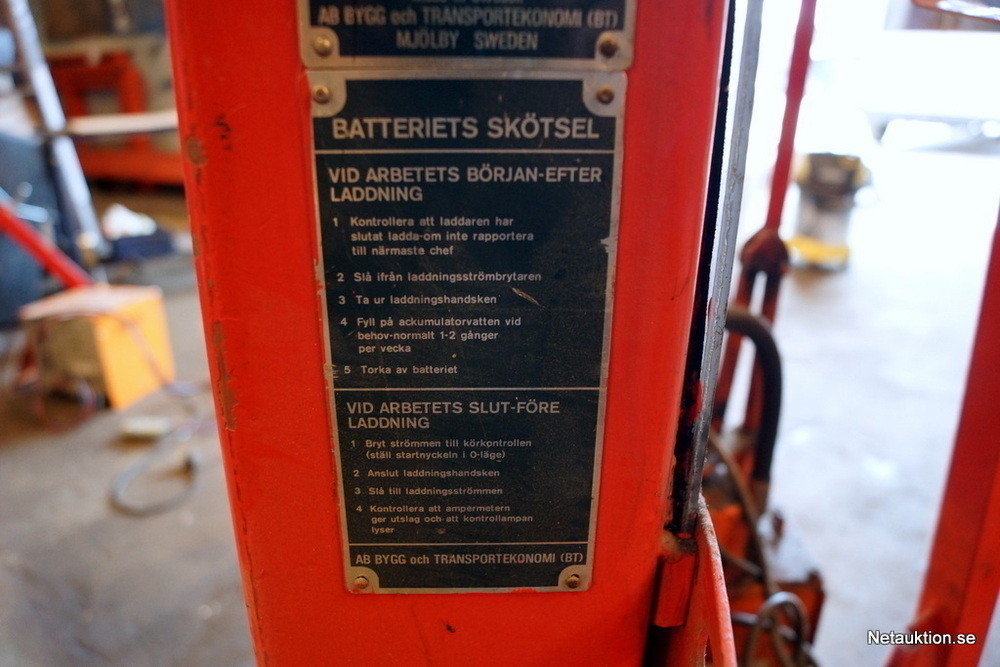 AB BYGG och TRANSPORTEKONOMI (BT)
MJÖLBY SWEDEN
BATTERIETS SKÖTSEL
VID ARBETETS BÖRJAN-EFTER
LADDNING
1 Kontrollera att laddaren har
slutat ladda-om inte rapportera
till närmaste chef
2 Slå ifrån laddningsströmbrytaren
3 Ta ur laddningshandsken
4 Fyll på ackumulatorvatten vid
behov-normalt 1-2 gånger
per vecka
5 Torka av batteriet
VID ARBETETS SLUT-FÖRE
LADDNING
1 Bryt strömmen till körkontrollen
(ställ startnyckeln i O-läge)
2 Anslut laddningshandsken
3 Slå till laddningsströmmen
4 Kontrollera att ampermetern
ger utslag och att kontrollampan
lyser
AB BYGG och TRANSPORTEKONOMI (BT)
Netauktion.se